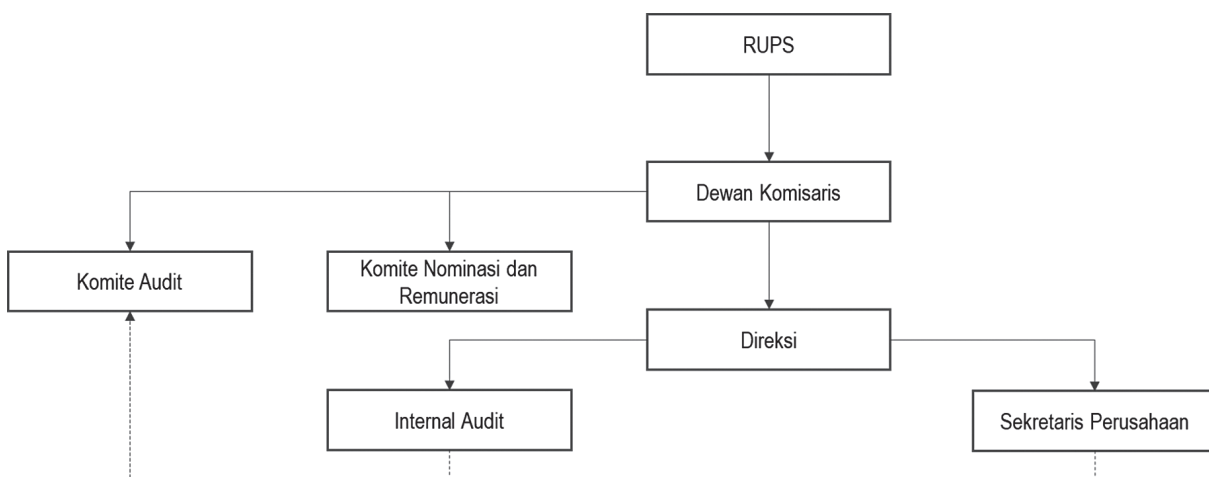 RUPS
Dewan Komisaris
Komite Audit
Komite Nominasi dan
Remunerasi
Direksi
Internal Audit
Sekretaris Perusahaan